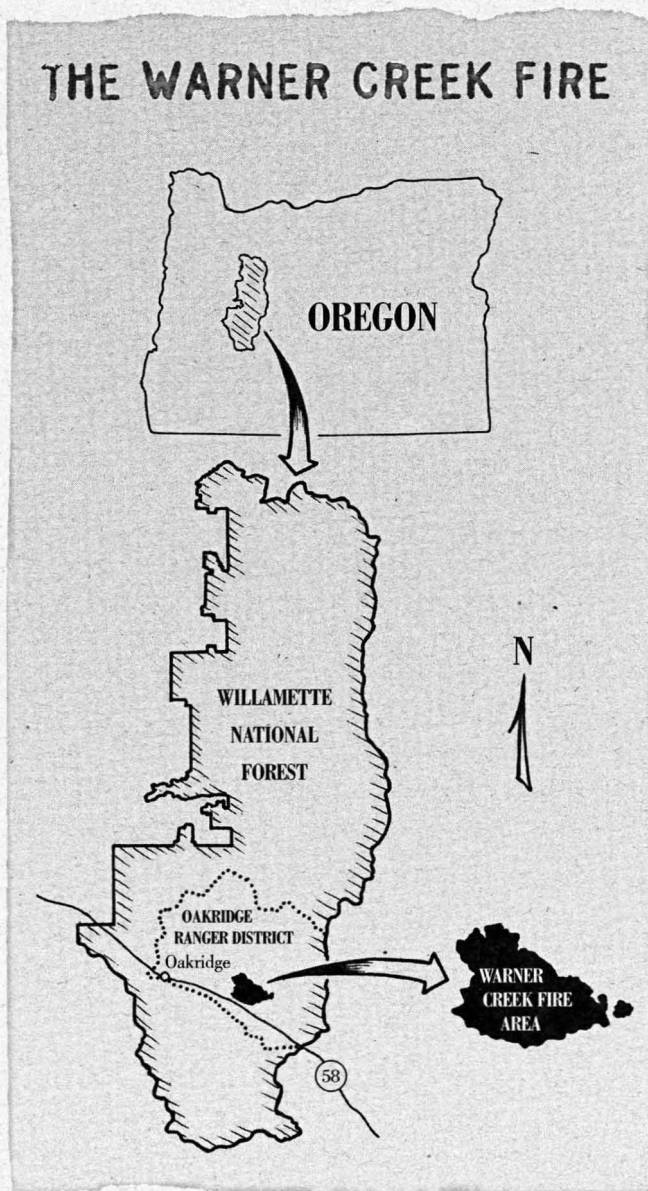 THE WARNER CREEK FIRE
OREGON
N
WILLAMETTE
NATIONAL
FOREST
OAKRIDGE
RANGER DISTRICT
Oakridge
WARNER
CREEK FIRE
AREA
58